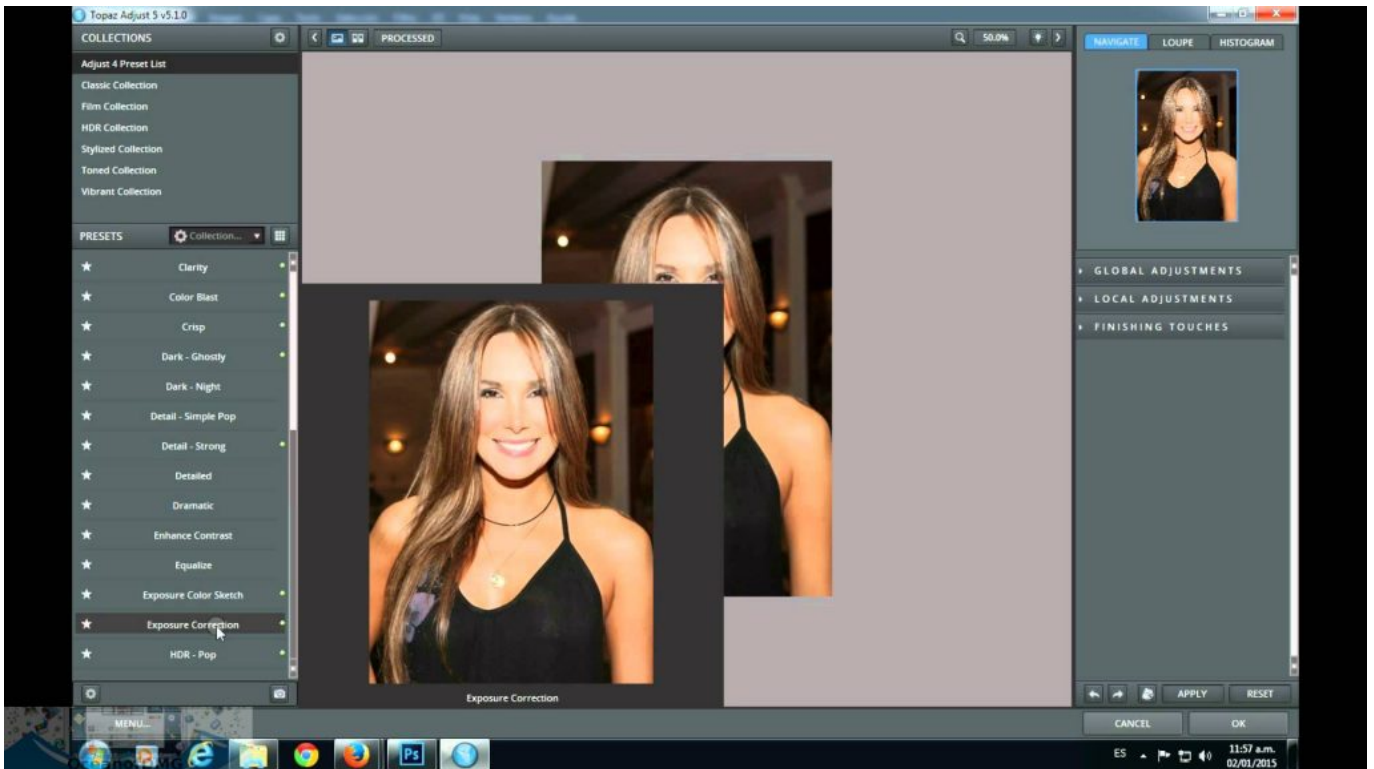 Topaz Adjust 5 v5.1.0
COLLECTIONS
Adjust 4 Preset List
Classic Collection
Film Collection
HDR Collection
Stylized Collection
Toned Collection
Vibrant Collection
PRESETS
Collection...
Clarity
Color Blast
Crisp
Dark - Ghostly
Dark - Night
Detail - Simple Pop
Detail - Strong
Detailed
Dramatic
Enhance Contrast
Equalize
Exposure Color Sketch
Exposure Correction
HDR - Pop
MENU...
PROCESSED
50.0%
Exposure Correction
NAVIGATE LOUPE HISTOGRAM
GLOBAL ADJUSTMENTS
LOCAL ADJUSTMENTS
FINISHING TOUCHES
APPLY RESET
CANCEL OK
Ps
ES
11:57 a.m.
02/01/2015